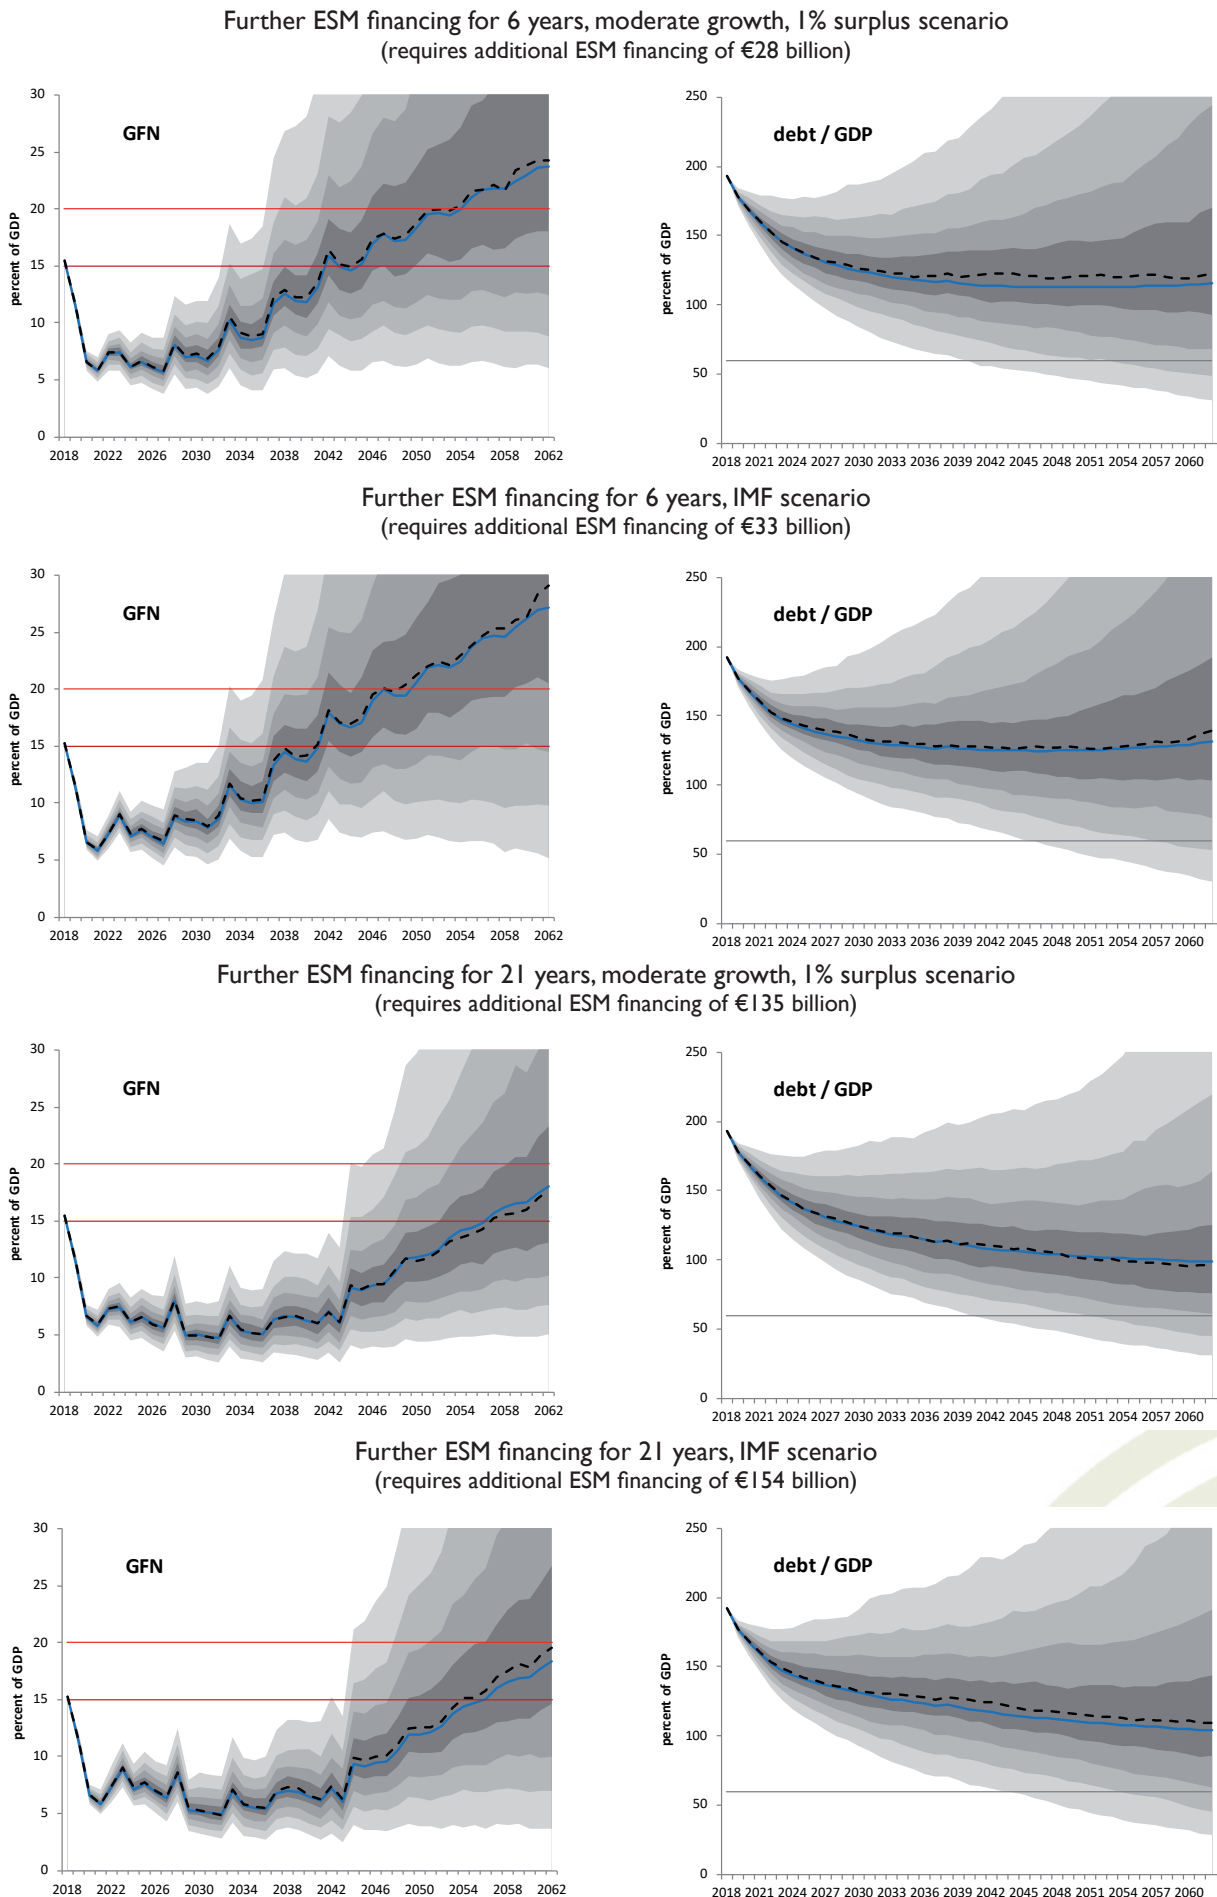 Further ESM financing for 6 years, moderate growth, 1% surplus scenario
(requires additional ESM financing of €28 billion)
GFN
percent of GDP
30
25
20
15
10
5
0
2018 2022 2026 2030 2034 2038 2042 2046 2050 2054 2058 2062
debt / GDP
percent of GDP
250
200
150
100
50
0
2018 2021 2024 2027 2030 2033 2036 2039 2042 2045 2048 2051 2054 2057 2060
Further ESM financing for 6 years, IMF scenario
(requires additional ESM financing of €33 billion)
GFN
percent of GDP
30
25
20
15
10
5
0
2018 2022 2026 2030 2034 2038 2042 2046 2050 2054 2058 2062
debt / GDP
percent of GDP
250
200
150
100
50
0
2018 2021 2024 2027 2030 2033 2036 2039 2042 2045 2048 2051 2054 2057 2060
Further ESM financing for 21 years, moderate growth, 1% surplus scenario
(requires additional ESM financing of €135 billion)
GFN
percent of GDP
30
25
20
15
10
5
0
2018 2022 2026 2030 2034 2038 2042 2046 2050 2054 2058 2062
debt / GDP
percent of GDP
250
200
150
100
50
0
2018 2021 2024 2027 2030 2033 2036 2039 2042 2045 2048 2051 2054 2057 2060
Further ESM financing for 21 years, IMF scenario
(requires additional ESM financing of €154 billion)
GFN
percent of GDP
30
25
20
15
10
5
0
2018 2022 2026 2030 2034 2038 2042 2046 2050 2054 2058 2062
debt / GDP
percent of GDP
250
200
150
100
50
0
2018 2021 2024 2027 2030 2033 2036 2039 2042 2045 2048 2051 2054 2057 2060